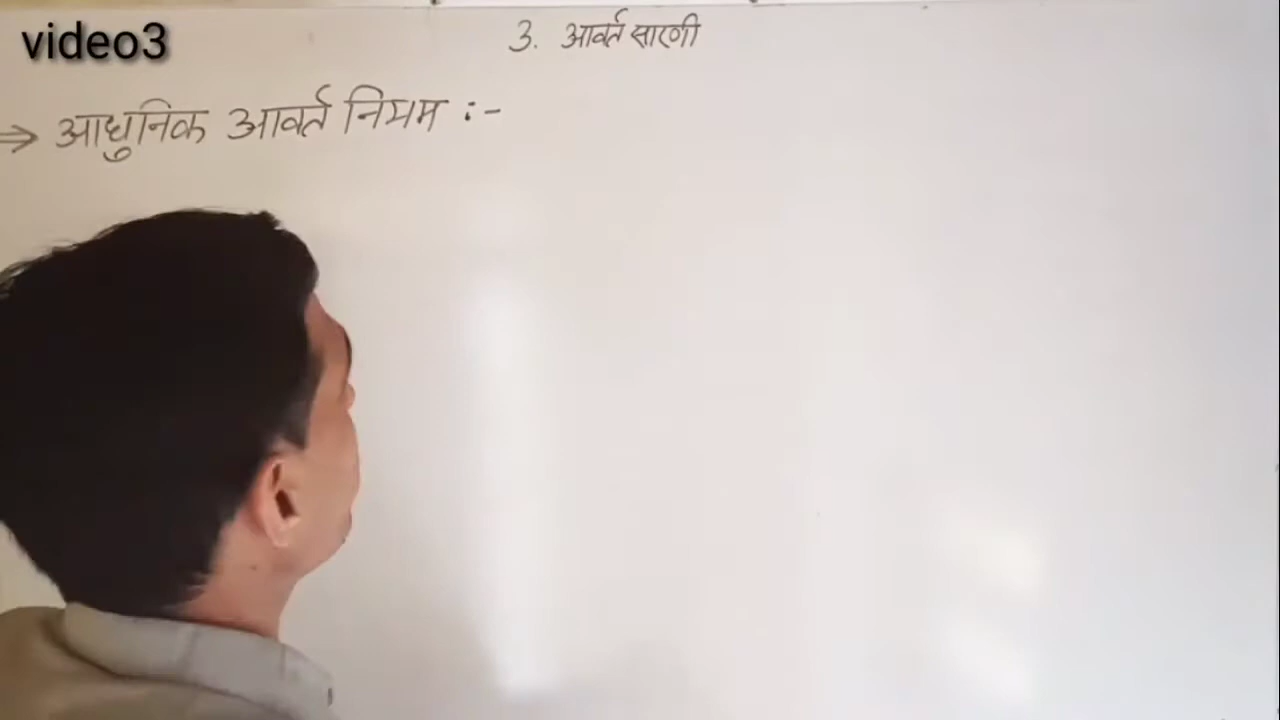 video3
3. आवर्त सारणी
⇒ आधुनिक आवर्त नियम :-